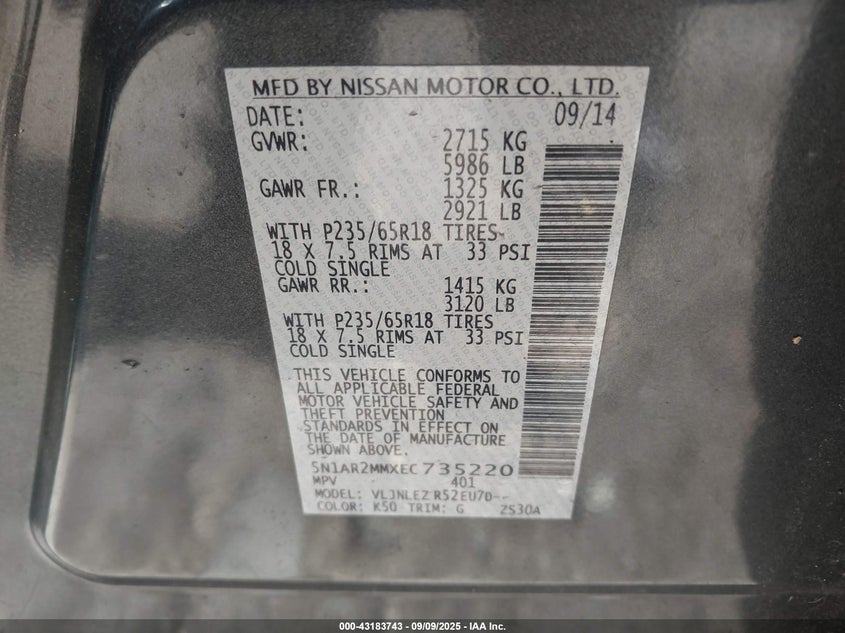 MFD BY NISSAN MOTOR CO., LTD.
DATE: 09/14
GVWR: 2715 KG
5986 LB
GAWR FR.: 1325 KG
2921 LB
WITH P235/65R18 TIRES
18 X 7.5 RIMS AT 33 PSI
COLD SINGLE
GAWR RR.: 1415 KG
3120 LB
WITH P235/65R18 TIRES
18 X 7.5 RIMS AT 33 PSI
COLD SINGLE
THIS VEHICLE CONFORMS TO
ALL APPLICABLE FEDERAL
MOTOR VEHICLE SAFETY AND
THEFT PREVENTION
STANDARDS IN EFFECT ON
THE DATE OF MANUFACTURE
SHOWN ABOVE.
5N1AR2MMXEC735220
MPV 401
MODEL: VLJNLEZ R52EU7D--
COLOR: K50 TRIM: G 2S30A
000-43183743 - 09/09/2025 - IAA Inc.